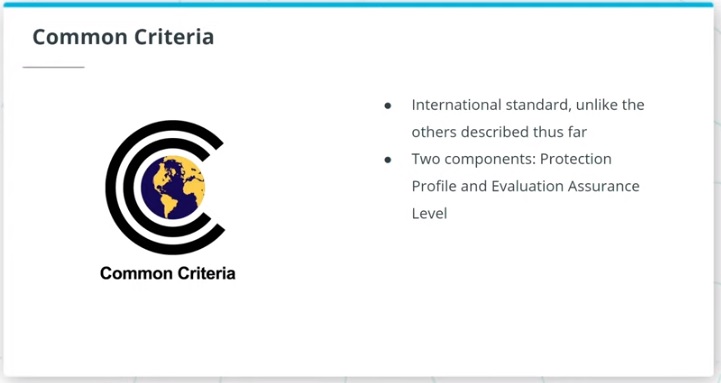 Common Criteria
Common Criteria
● International standard, unlike the
others described thus far
● Two components: Protection
Profile and Evaluation Assurance
Level